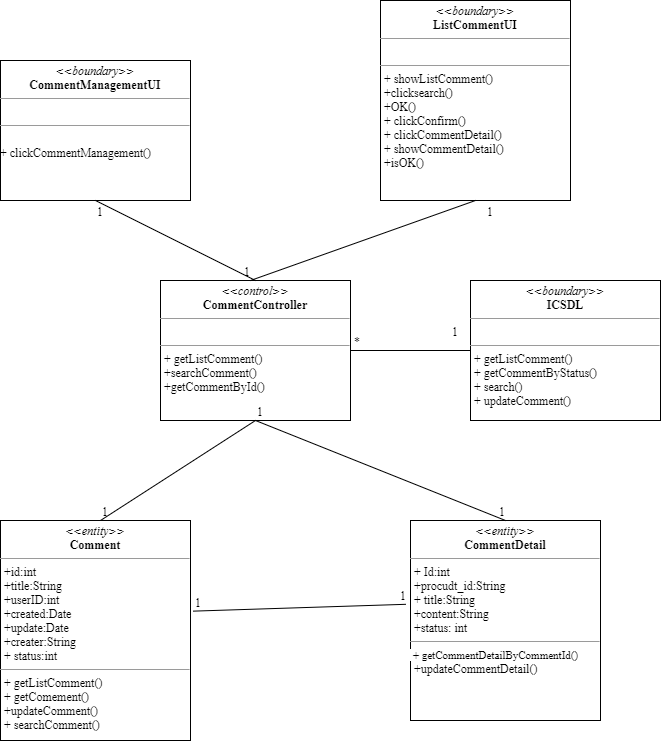 <<boundary>>
ListCommentUI
+ showListComment()
+clicksearch()
+OK()
+ clickConfirm()
+ clickCommentDetail()
+ showCommentDetail()
+isOK()
<<boundary>>
CommentManagementUI
+ clickCommentManagement()
1
1
1
<<control>>
CommentController
+ getListComment()
+searchComment()
+getCommentById()
*
1
<<boundary>>
ICSDL
+ getListComment()
+ getCommentByStatus()
+ search()
+ updateComment()
1
1
1
<<entity>>
Comment
+id:int
+title:String
+userID:int
+created:Date
+update:Date
+creater:String
+ status:int
+ getListComment()
+ getComement()
+updateComment()
+ searchComment()
1
1
<<entity>>
CommentDetail
+ Id:int
+procudt_id:String
+ title:String
+content:String
+status: int
+ getCommentDetailByCommentId()
+updateCommentDetail()